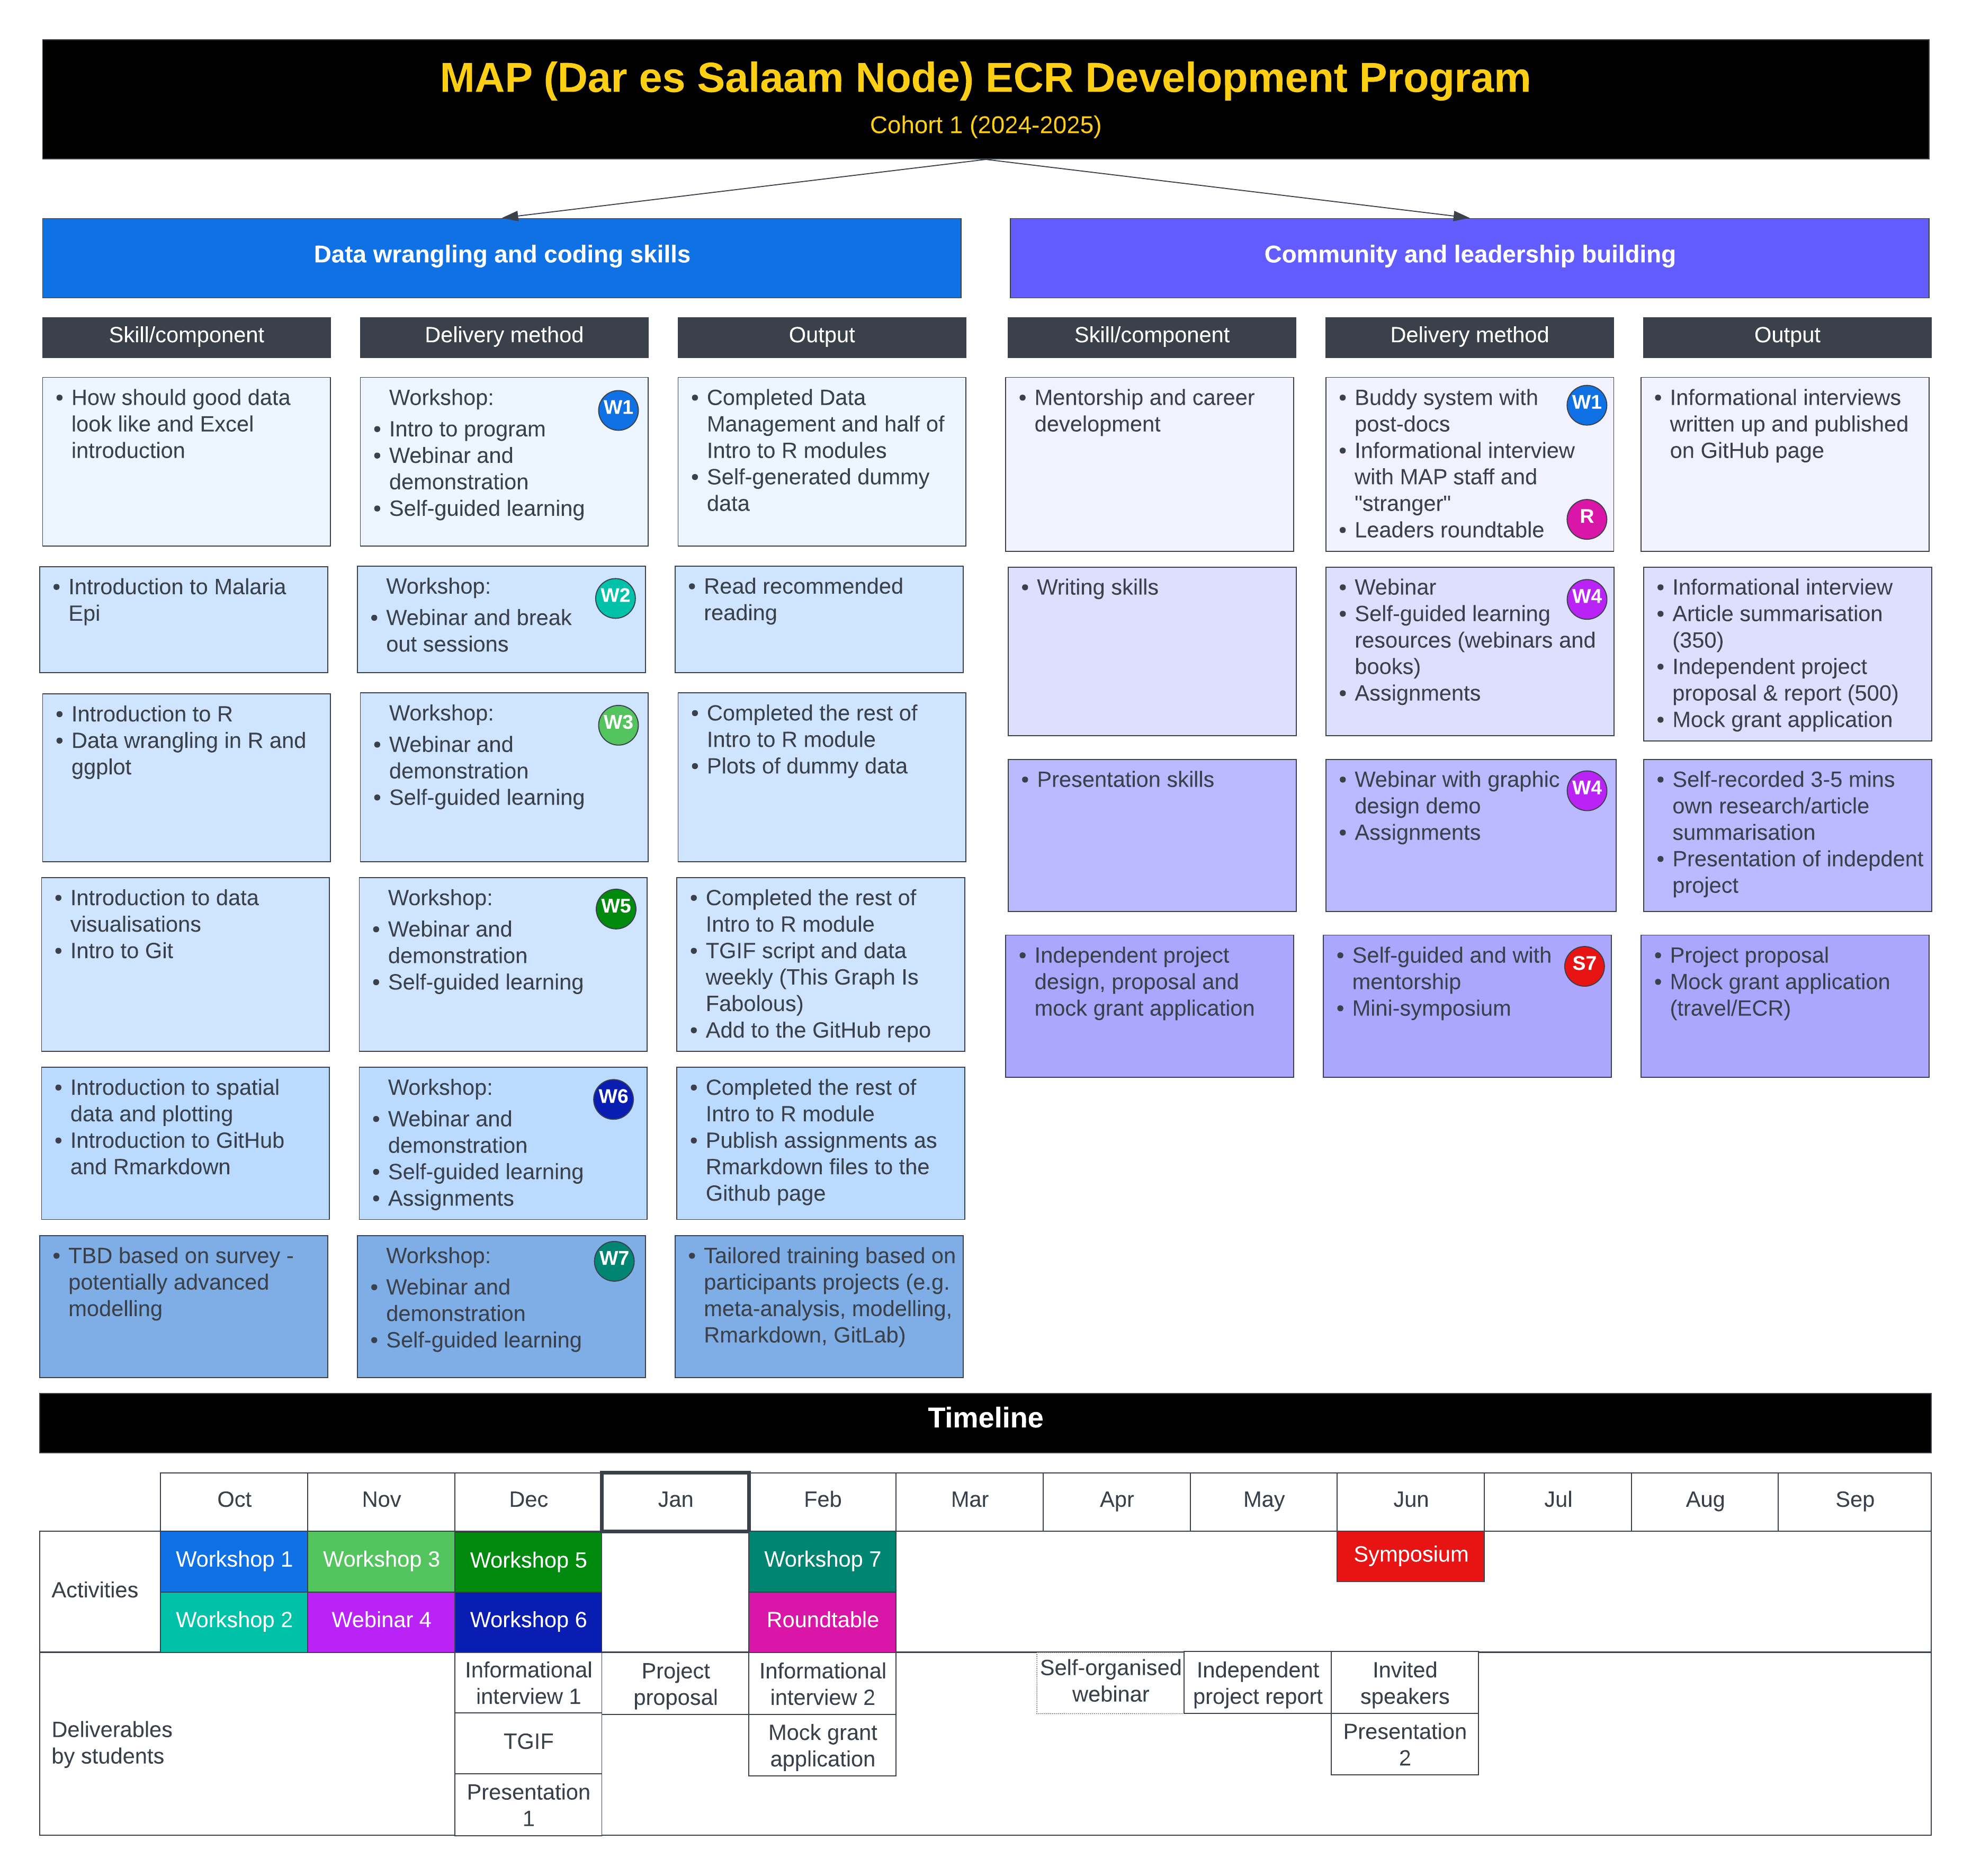 MAP (Dar es Salaam Node) ECR Development Program
Cohort 1 (2024-2025)
Data wrangling and coding skills
Skill/component
Delivery method
Output
• How should good data
look like and Excel
introduction
Workshop:
W1
• Intro to program
• Webinar and
demonstration
• Self-guided learning
• Completed Data
Management and half of
Intro to R modules
• Self-generated dummy
data
• Introduction to Malaria
Epi
Workshop:
W2
• Webinar and break
out sessions
• Read recommended
reading
• Introduction to R
• Data wrangling in R and
ggplot
Workshop:
W3
• Webinar and
demonstration
• Self-guided learning
• Completed the rest of
Intro to R module
• Plots of dummy data
• Introduction to data
visualisations
• Intro to Git
Workshop:
W5
• Webinar and
demonstration
• Self-guided learning
• Completed the rest of
Intro to R module
• TGIF script and data
weekly (This Graph Is
Fabolous)
• Add to the GitHub repo
• Introduction to spatial
data and plotting
• Introduction to GitHub
and Rmarkdown
Workshop:
W6
• Webinar and
demonstration
• Self-guided learning
• Assignments
• Completed the rest of
Intro to R module
• Publish assignments as
Rmarkdown files to the
Github page
• TBD based on survey -
potentially advanced
modelling
Workshop:
W7
• Webinar and
demonstration
• Self-guided learning
• Tailored training based on
participants projects (e.g.
meta-analysis, modelling,
Rmarkdown, GitLab)
Community and leadership building
Skill/component
Delivery method
Output
• Mentorship and career
development
• Buddy system with
post-docs
W1
• Informational interview
with MAP staff and
"stranger"
• Leaders roundtable
R
• Informational interviews
written up and published
on GitHub page
• Writing skills
• Webinar
W4
• Self-guided learning
resources (webinars and
books)
• Assignments
• Informational interview
• Article summarisation
(350)
• Independent project
proposal & report (500)
• Mock grant application
• Presentation skills
• Webinar with graphic
design demo
W4
• Assignments
• Self-recorded 3-5 mins
own research/article
summarisation
• Presentation of indepdent
project
• Independent project
design, proposal and
mock grant application
• Self-guided and with
mentorship
S7
• Mini-symposium
• Project proposal
• Mock grant application
(travel/ECR)
Timeline
Oct Nov Dec Jan Feb Mar Apr May Jun Jul Aug Sep
Activities
Workshop 1 Workshop 3 Workshop 5 Workshop 7 Symposium
Workshop 2 Webinar 4 Workshop 6 Roundtable
Deliverables
by students
Informational
interview 1
TGIF
Presentation
1
Project
proposal
Informational
interview 2
Mock grant
application
Self-organised
webinar
Independent
project report
Invited
speakers
Presentation
2